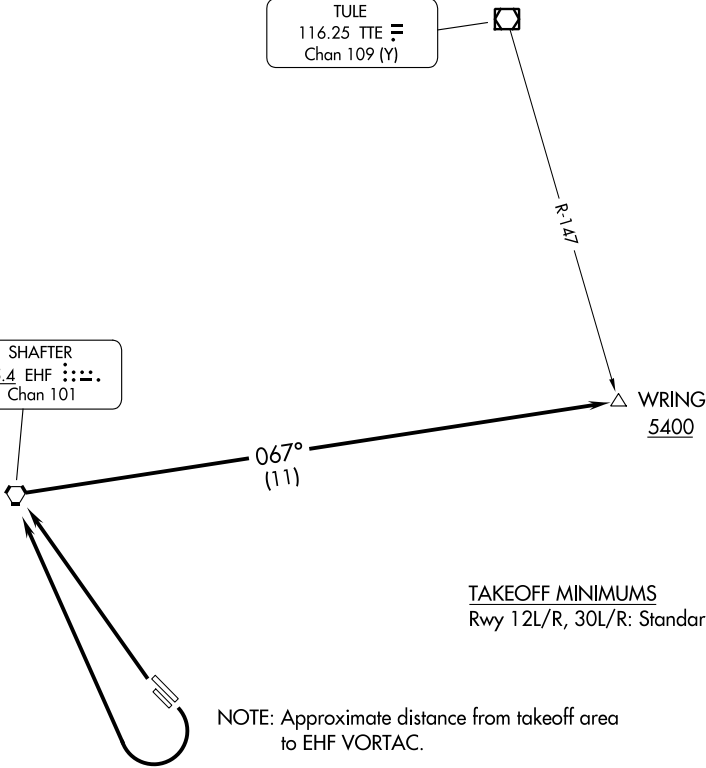 TULE
116.25 TTE
Chan 109 (Y)
R-147
SHAFTER
.4 EHF
Chan 101
WRING
5400
067°
(11)
TAKEOFF MINIMUMS
Rwy 12L/R, 30L/R: Standar
NOTE: Approximate distance from takeoff area
to EHF VORTAC.